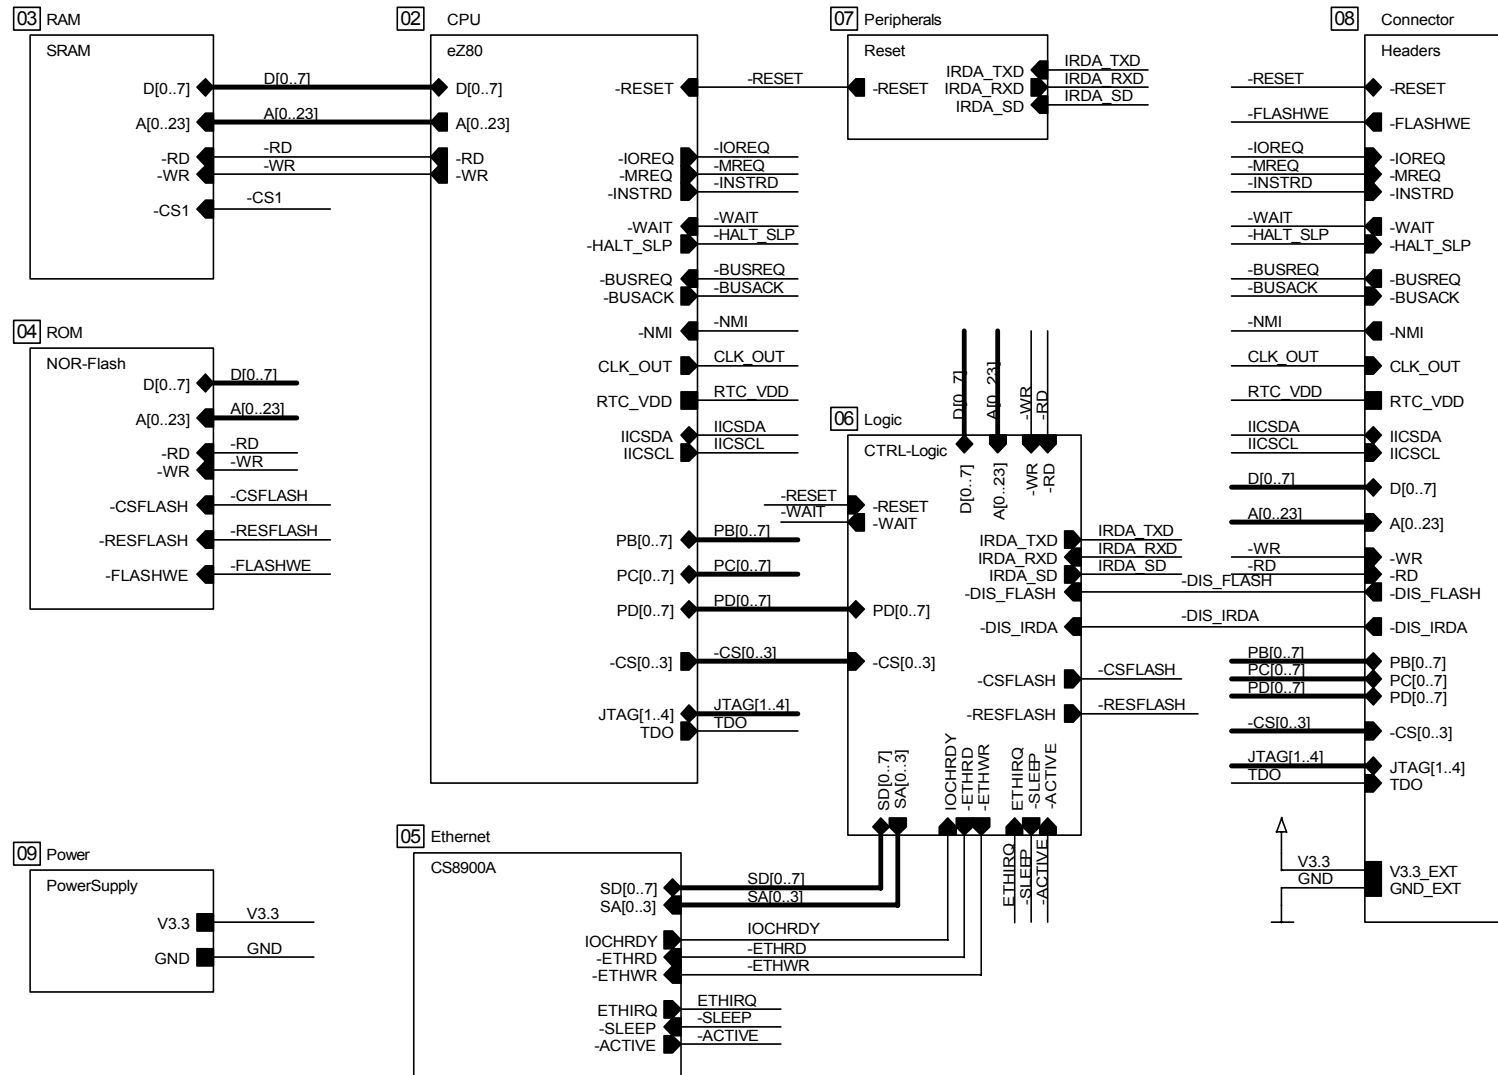 03 RAM
SRAM
D[0..7] D[0..7]
A[0..23] A[0..23]
-RD -RD
-WR -WR
-CS1 -CS1
04 ROM
NOR-Flash
D[0..7] D[0..7]
A[0..23] A[0..23]
-RD -RD
-WR -WR
-CSFLASH -CSFLASH
-RESFLASH -RESFLASH
-FLASHWE -FLASHWE
09 Power
PowerSupply
V3.3 V3.3
GND GND
02 CPU
eZ80
D[0..7]
A[0..23]
-RD
-WR
-RESET -RESET
-IOREQ -IOREQ
-MREQ -MREQ
-INSTRD -INSTRD
-WAIT -WAIT
-HALT_SLP -HALT_SLP
-BUSREQ -BUSREQ
-BUSACK -BUSACK
-NMI -NMI
CLK_OUT CLK_OUT
RTC_VDD RTC_VDD
IICSDA IICSDA
IICSCL IICSCL
PB[0..7] PB[0..7]
PC[0..7] PC[0..7]
PD[0..7] PD[0..7]
-CS[0..3] -CS[0..3]
JTAG[1..4] JTAG[1..4]
TDO TDO
05 Ethernet
CS8900A
SD[0..7] SD[0..7]
SA[0..3] SA[0..3]
IOCHRDY IOCHRDY
-ETHRD -ETHRD
-ETHWR -ETHWR
ETHIRQ ETHIRQ
-SLEEP -SLEEP
-ACTIVE -ACTIVE
07 Peripherals
Reset
-RESET
IRDA_TXD IRDA_TXD
IRDA_RXD IRDA_RXD
IRDA_SD IRDA_SD
06 Logic
CTRL-Logic
D[0..7] D[0..7]
A[0..23] A[0..23]
-WR -WR
-RD -RD
-RESET -RESET
-WAIT -WAIT
PD[0..7]
-CS[0..3]
IRDA_TXD IRDA_TXD
IRDA_RXD IRDA_RXD
IRDA_SD IRDA_SD
-DIS_FLASH -DIS_FLASH
-DIS_IRDA -DIS_IRDA
-CSFLASH -CSFLASH
-RESFLASH -RESFLASH
SD[0..7]
SA[0..3]
IOCHRDY
-ETHRD
-ETHWR
ETHIRQ ETHIRQ
-SLEEP -SLEEP
-ACTIVE -ACTIVE
08 Connector
Headers
-RESET -RESET
-FLASHWE -FLASHWE
-IOREQ -IOREQ
-MREQ -MREQ
-INSTRD -INSTRD
-WAIT -WAIT
-HALT_SLP -HALT_SLP
-BUSREQ -BUSREQ
-BUSACK -BUSACK
-NMI -NMI
CLK_OUT CLK_OUT
RTC_VDD RTC_VDD
IICSDA IICSDA
IICSCL IICSCL
D[0..7] D[0..7]
A[0..23] A[0..23]
-WR -WR
-RD -RD
-DIS_FLASH
-DIS_IRDA
PB[0..7] PB[0..7]
PC[0..7] PC[0..7]
PD[0..7] PD[0..7]
-CS[0..3] -CS[0..3]
JTAG[1..4] JTAG[1..4]
TDO TDO
V3.3 V3.3_EXT
GND GND_EXT